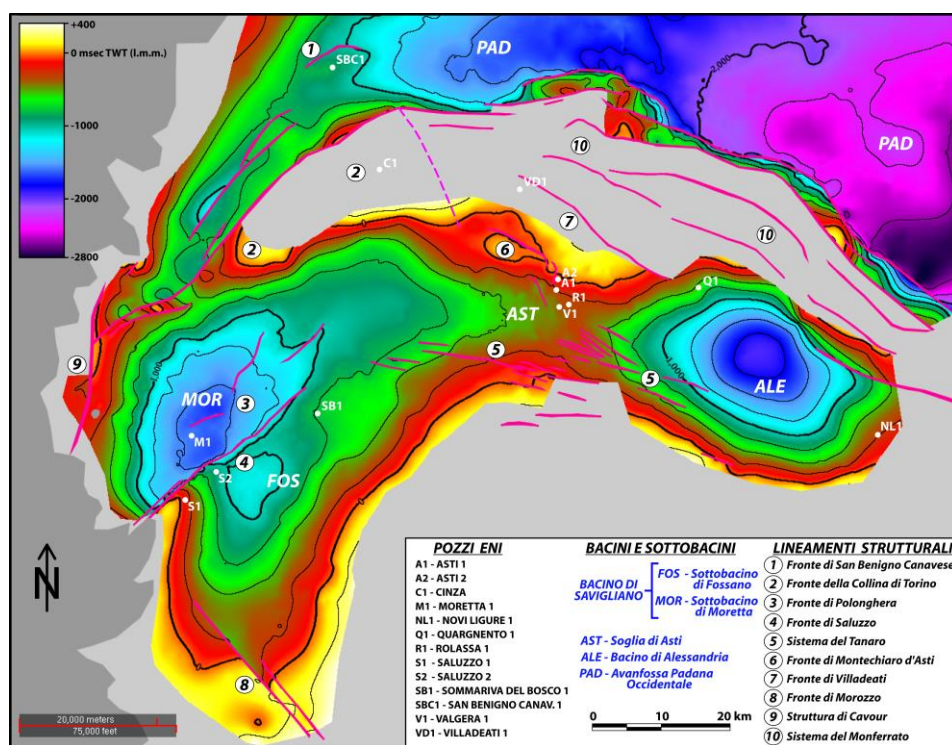 +400
0 msec TWT (l.m.m.)
-1000
-2000
-2800
1
SBC1
PAD
2,000
PAD
10
2
C1
VD1
7
10
2
6
A2
A1
R1
V1
Q1
AST
5
5
1,000
ALE
9
1,000
MOR
3
SB1
M1
4
S2
FOS
S1
NL1
N
8
20,000 meters
75,000 feet
POZZI ENI
A1 - ASTI 1
A2 - ASTI 2
C1 - CINZA
M1 - MORETTA 1
NL1 - NOVI LIGURE 1
Q1 - QUARGNENTO 1
R1 - ROLASSA 1
S1 - SALUZZO 1
S2 - SALUZZO 2
SB1 - SOMMARIVA DEL BOSCO 1
SBC1 - SAN BENIGNO CANAV. 1
V1 - VALGERA 1
VD1 - VILLADEATI 1
BACINI E SOTTOBACINI
BACINO DI
SAVIGLIANO
FOS - Sottobacino
di Fossano
MOR - Sottobacino
di Moretta
AST - Soglia di Asti
ALE - Bacino di Alessandria
PAD - Avanfossa Padana
Occidentale
0 10 20 km
LINEAMENTI STRUTTURALI
1 Fronte di San Benigno Canavese
2 Fronte della Collina di Torino
3 Fronte di Polonghera
4 Fronte di Saluzzo
5 Sistema del Tanaro
6 Fronte di Montechiaro d'Asti
7 Fronte di Villadeati
8 Fronte di Morozzo
9 Struttura di Cavour
10 Sistema del Monferrato